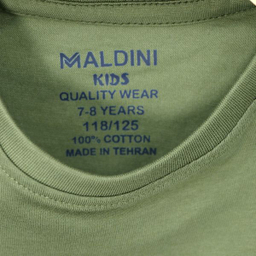 MALDINI
KIDS
QUALITY WEAR
7-8 YEARS
118/125
100% COTTON
MADE IN TEHRAN